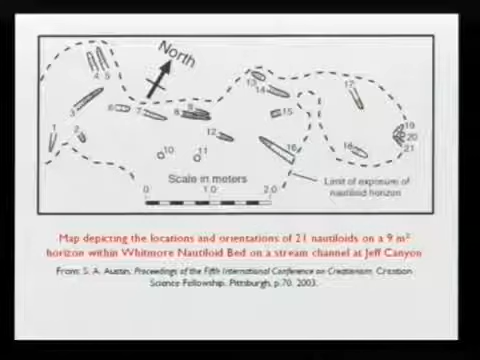 North
4 5
3
6
7
8
9
13
14
15
17
1
2
10
11
12
16
18
19
20
21
Scale in meters
0 1.0 2.0
Limit of exposure of
nautiloid horizon
Map depicting the locations and orientations of 21 nautiloids on a 9 m²
horizon within Whitmore Nautiloid Bed on a stream channel at Jeff Canyon
From: S. A. Austin, Proceedings of the Fifth International Conference on Creationism, Creation
Science Fellowship, Pittsburgh, p.70. 2003.